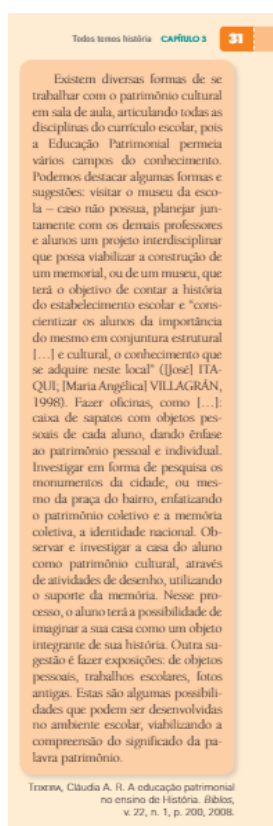 Todos temos história CAPÍTULO 3 31
Existem diversas formas de se
trabalhar com o patrimônio cultural
em sala de aula, articulando todas as
disciplinas do currículo escolar, pois
a Educação Patrimonial permeia
vários campos do conhecimento.
Podemos destacar algumas formas e
sugestões: visitar o museu da esco-
la – caso não possua, planejar jun-
tamente com os demais professores
e alunos um projeto interdisciplinar
que possa viabilizar a construção de
um memorial, ou de um museu, que
terá o objetivo de contar a história
do estabelecimento escolar e “cons-
cientizar os alunos da importância
do mesmo em conjuntura estrutural
[…] e cultural, o conhecimento que
se adquire neste local” ([José] ITA-
QUI; [Maria Angélica] VILLAGRÁN,
1998). Fazer oficinas, como […]:
caixa de sapatos com objetos pes-
soais de cada aluno, dando ênfase
ao patrimônio pessoal e individual.
Investigar em forma de pesquisa os
monumentos da cidade, ou mes-
mo da praça do bairro, enfatizando
o patrimônio coletivo e a memória
coletiva, a identidade nacional. Ob-
servar e investigar a casa do aluno
como patrimônio cultural, através
de atividades de desenho, utilizando
o suporte da memória. Nesse pro-
cesso, o aluno terá a possibilidade de
imaginar a sua casa como um objeto
integrante de sua história. Outra su-
gestão é fazer exposições: de objetos
pessoais, trabalhos escolares, fotos
antigas. Estas são algumas possibili-
dades que podem ser desenvolvidas
no ambiente escolar, viabilizando a
compreensão do significado da pa-
lavra patrimônio.
TEIXEIRA, Cláudia A. R. A educação patrimonial
no ensino de História. Biblos,
v. 22, n. 1, p. 200, 2008.